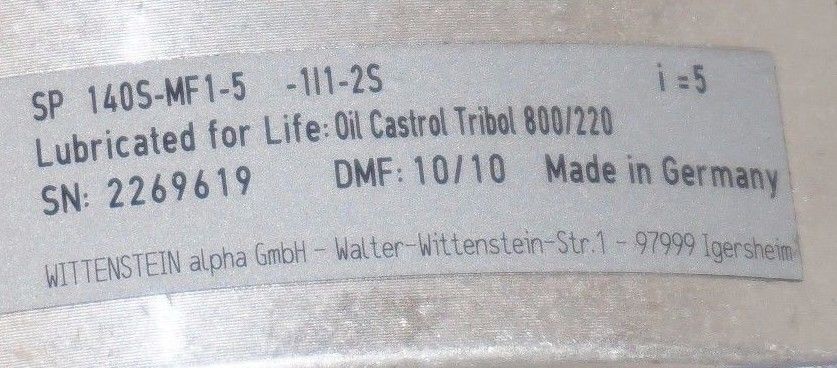 SP 140S-MF1-5 -1I1-2S i =5
Lubricated for Life: Oil Castrol Tribol 800/220
SN: 2269619 DMF: 10/10 Made in Germany
WITTENSTEIN alpha GmbH - Walter-Wittenstein-Str.1 - 97999 Igersheim